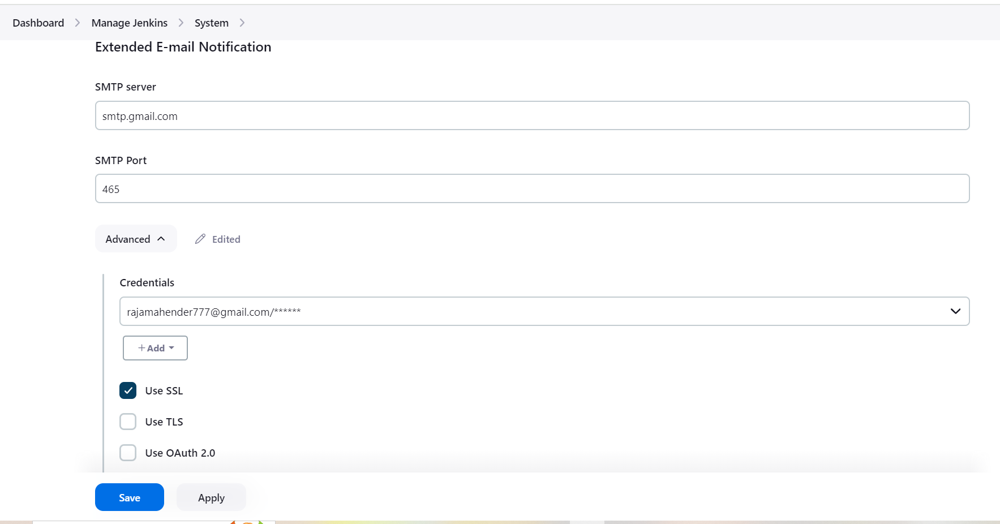 Dashboard
Manage Jenkins
System
Extended E-mail Notification
SMTP server
smtp.gmail.com
SMTP Port
465
Advanced
Edited
Credentials
rajamahender777@gmail.com/******
+ Add
Use SSL
Use TLS
Use OAuth 2.0
Save
Apply